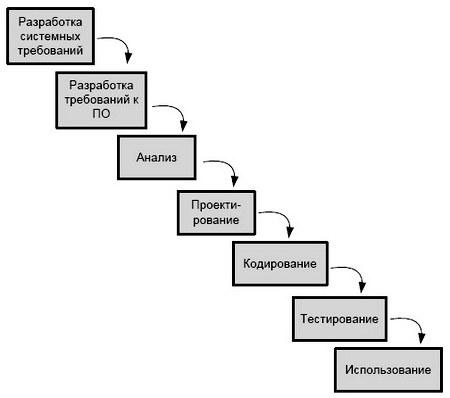 Разработка
системных
требований
Разработка
требований к
ПО
Анализ
Проекти-
рование
Кодирование
Тестирование
Использование